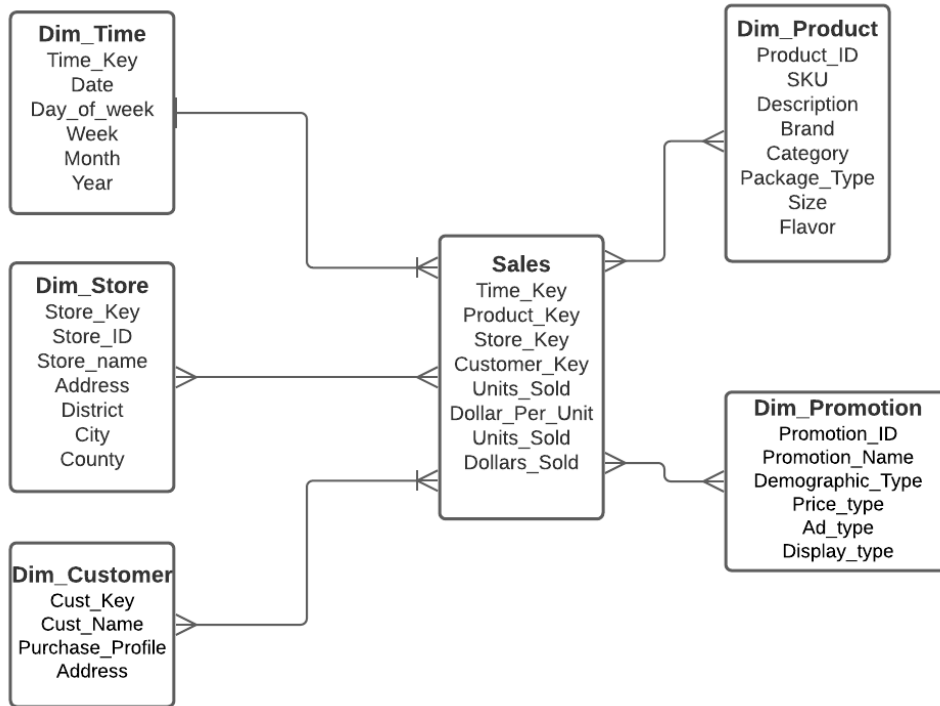 Dim_Time
Time_Key
Date
Day_of_week
Week
Month
Year
Dim_Store
Store_Key
Store_ID
Store_name
Address
District
City
County
Dim_Customer
Cust_Key
Cust_Name
Purchase_Profile
Address
Sales
Time_Key
Product_Key
Store_Key
Customer_Key
Units_Sold
Dollar_Per_Unit
Units_Sold
Dollars_Sold
Dim_Product
Product_ID
SKU
Description
Brand
Category
Package_Type
Size
Flavor
Dim_Promotion
Promotion_ID
Promotion_Name
Demographic_Type
Price_type
Ad_type
Display_type